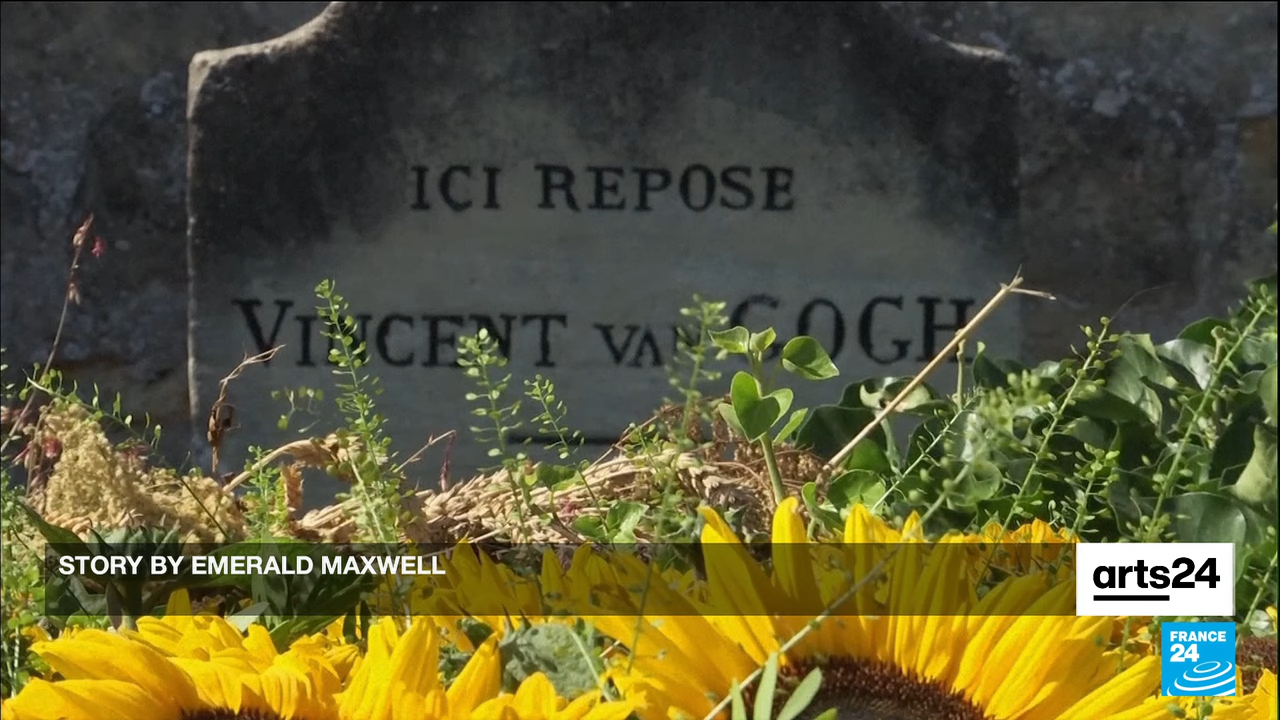 ICI REPOSE
VINCENT VAN GOGH
STORY BY EMERALD MAXWELL
arts24
FRANCE
24